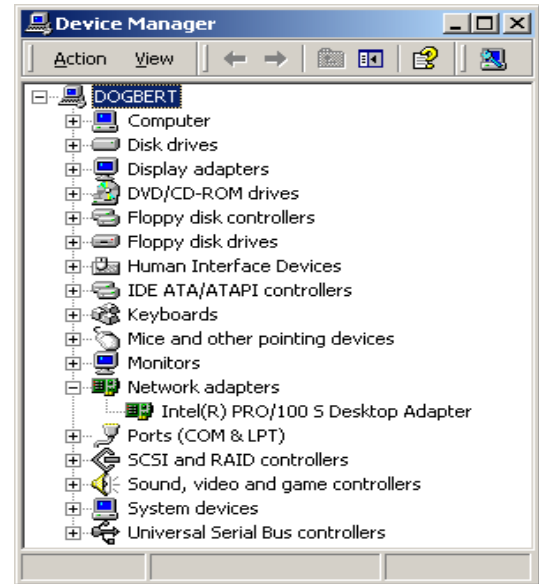 Device Manager
Action View
DOGBERT
Computer
Disk drives
Display adapters
DVD/CD-ROM drives
Floppy disk controllers
Floppy disk drives
Human Interface Devices
IDE ATA/ATAPI controllers
Keyboards
Mice and other pointing devices
Monitors
Network adapters
Intel(R) PRO/100 S Desktop Adapter
Ports (COM & LPT)
SCSI and RAID controllers
Sound, video and game controllers
System devices
Universal Serial Bus controllers